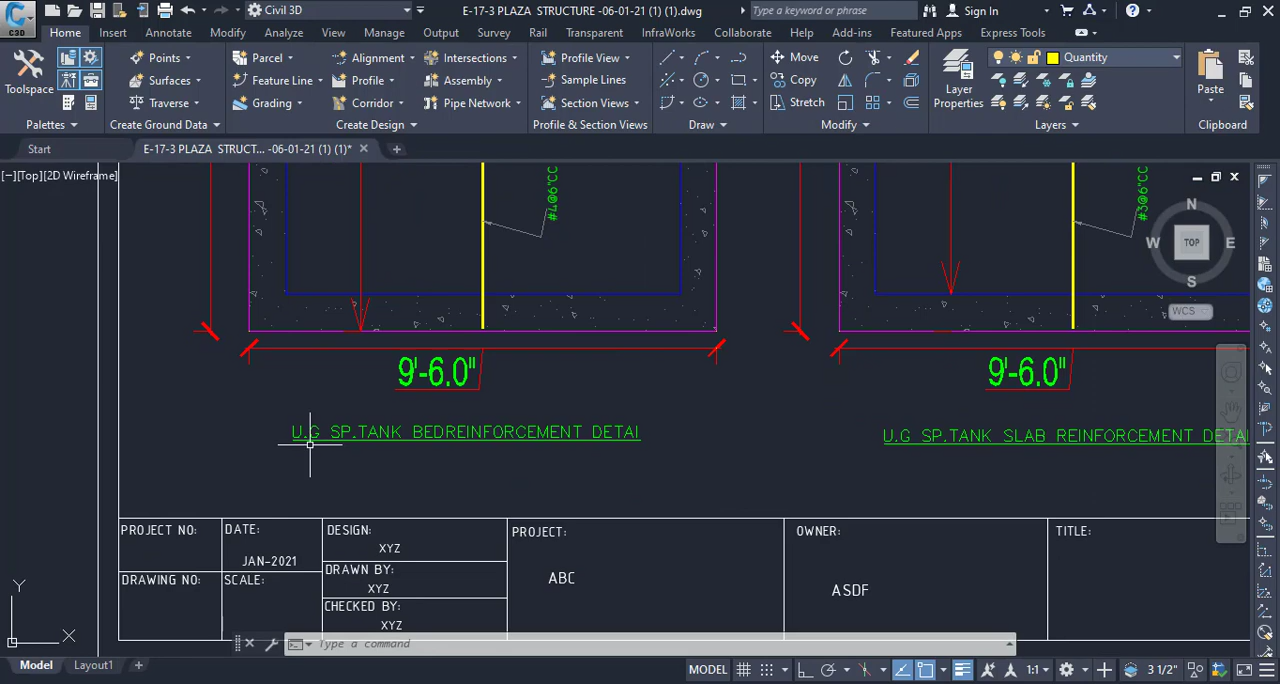 C3D
Civil 3D
E-17-3 PLAZA STRUCTURE -06-01-21 (1) (1).dwg
Type a keyword or phrase
Sign In
Home Insert Annotate Modify Analyze View Manage Output Survey Rail Transparent InfraWorks Collaborate Help Add-ins Featured Apps Express Tools
Toolspace
Palettes
Points
Surfaces
Traverse
Create Ground Data
Parcel
Feature Line
Grading
Alignment
Profile
Corridor
Intersections
Assembly
Pipe Network
Create Design
Profile View
Sample Lines
Section Views
Profile & Section Views
Draw
Move
Copy
Stretch
Modify
Layer
Properties
Quantity
Layers
Paste
Clipboard
Start
E-17-3 PLAZA STRUCT... -06-01-21 (1) (1)*
[−][Top][2D Wireframe]
#4@6"CC
#3@6"CC
N
W TOP E
S
WCS
9'-6.0"
9'-6.0"
U.G SP.TANK BEDREINFORCEMENT DETAI
U.G SP.TANK SLAB REINFORCEMENT DETAI
PROJECT NO:
DATE:
JAN-2021
DRAWING NO:
SCALE:
DESIGN:
XYZ
DRAWN BY:
XYZ
CHECKED BY:
XYZ
PROJECT:
ABC
OWNER:
ASDF
TITLE:
Y
X
Type a command
Model Layout1
MODEL
1:1
3 1/2"